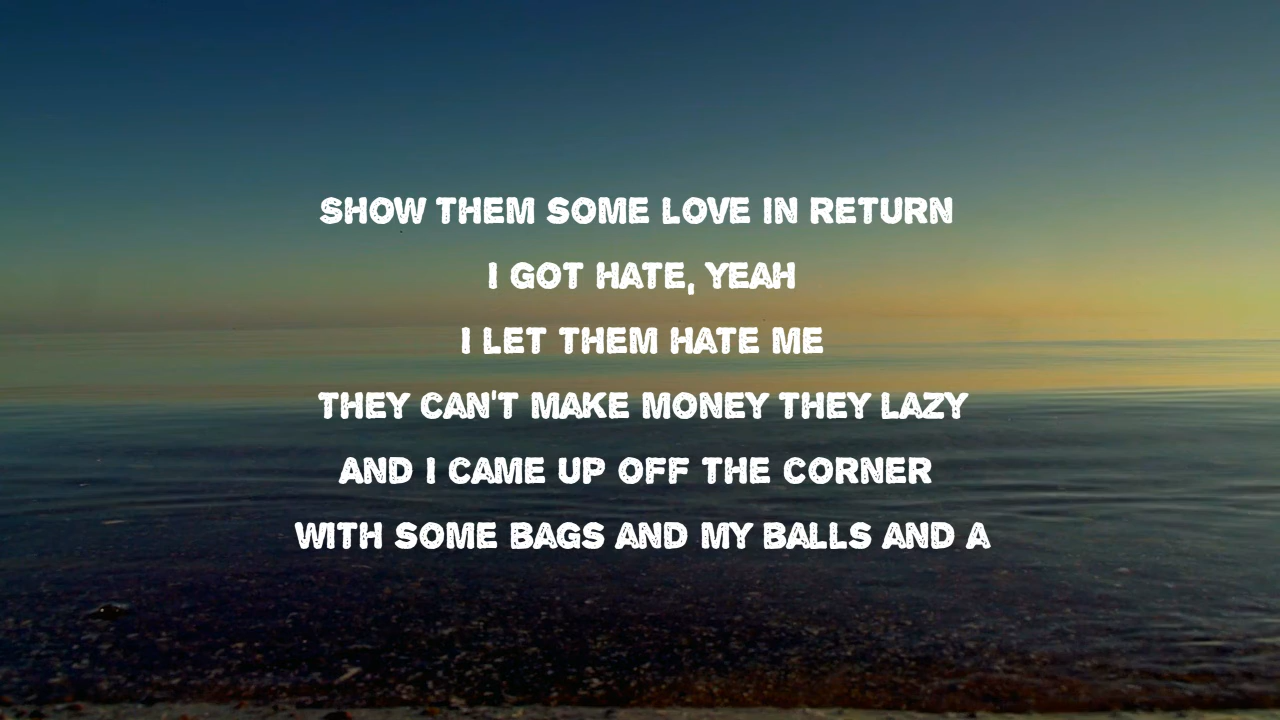 SHOW THEM SOME LOVE IN RETURN
I GOT HATE, YEAH
I LET THEM HATE ME
THEY CAN'T MAKE MONEY THEY LAZY
AND I CAME UP OFF THE CORNER
WITH SOME BAGS AND MY BALLS AND A